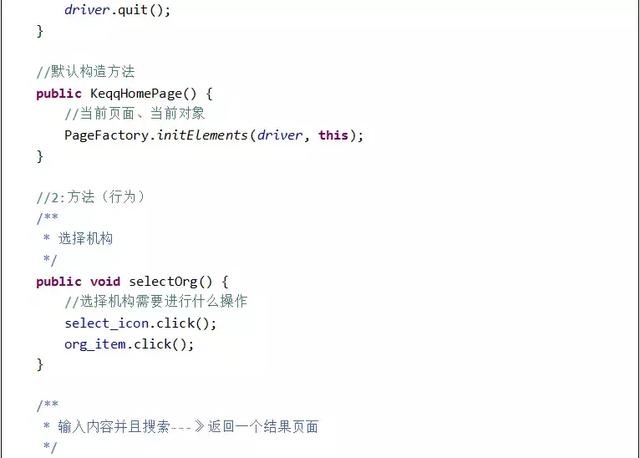 driver.quit();
}
//默认构造方法
public KeqqHomePage() {
//当前页面、当前对象
PageFactory.initElements(driver, this);
}
//2:方法（行为）
/**
* 选择机构
*/
public void selectOrg() {
//选择机构需要进行什么操作
select_icon.click();
org_item.click();
}
/**
* 输入内容并且搜索---》返回一个结果页面
*/